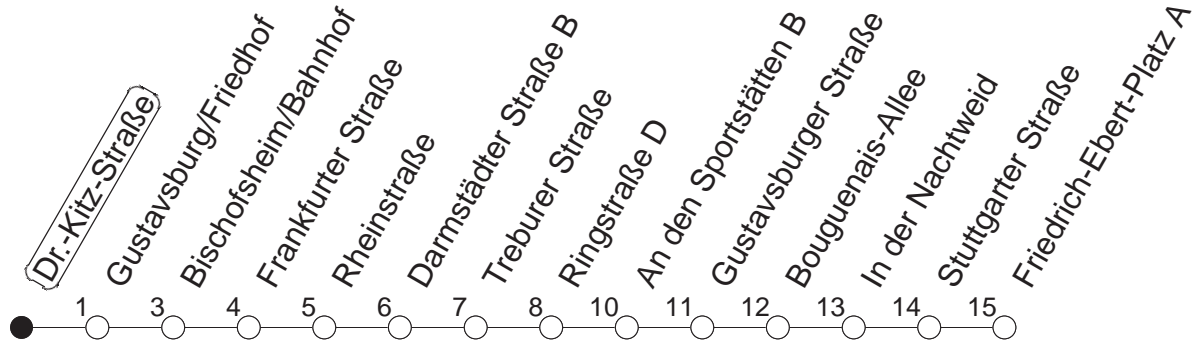 Dr.-Kitz-Straße
Gustavsburg/Friedhof
Bischofsheim/Bahnhof
Frankfurter Straße
Rheinstraße
Darmstädter Straße B
Treburer Straße
Ringstraße D
An den Sportstätten B
Gustavsburger Straße
Bouguenais-Allee
In der Nachtweid
Stuttgarter Straße
Friedrich-Ebert-Platz A
1 3 4 5 6 7 8 10 11 12 13 14 15